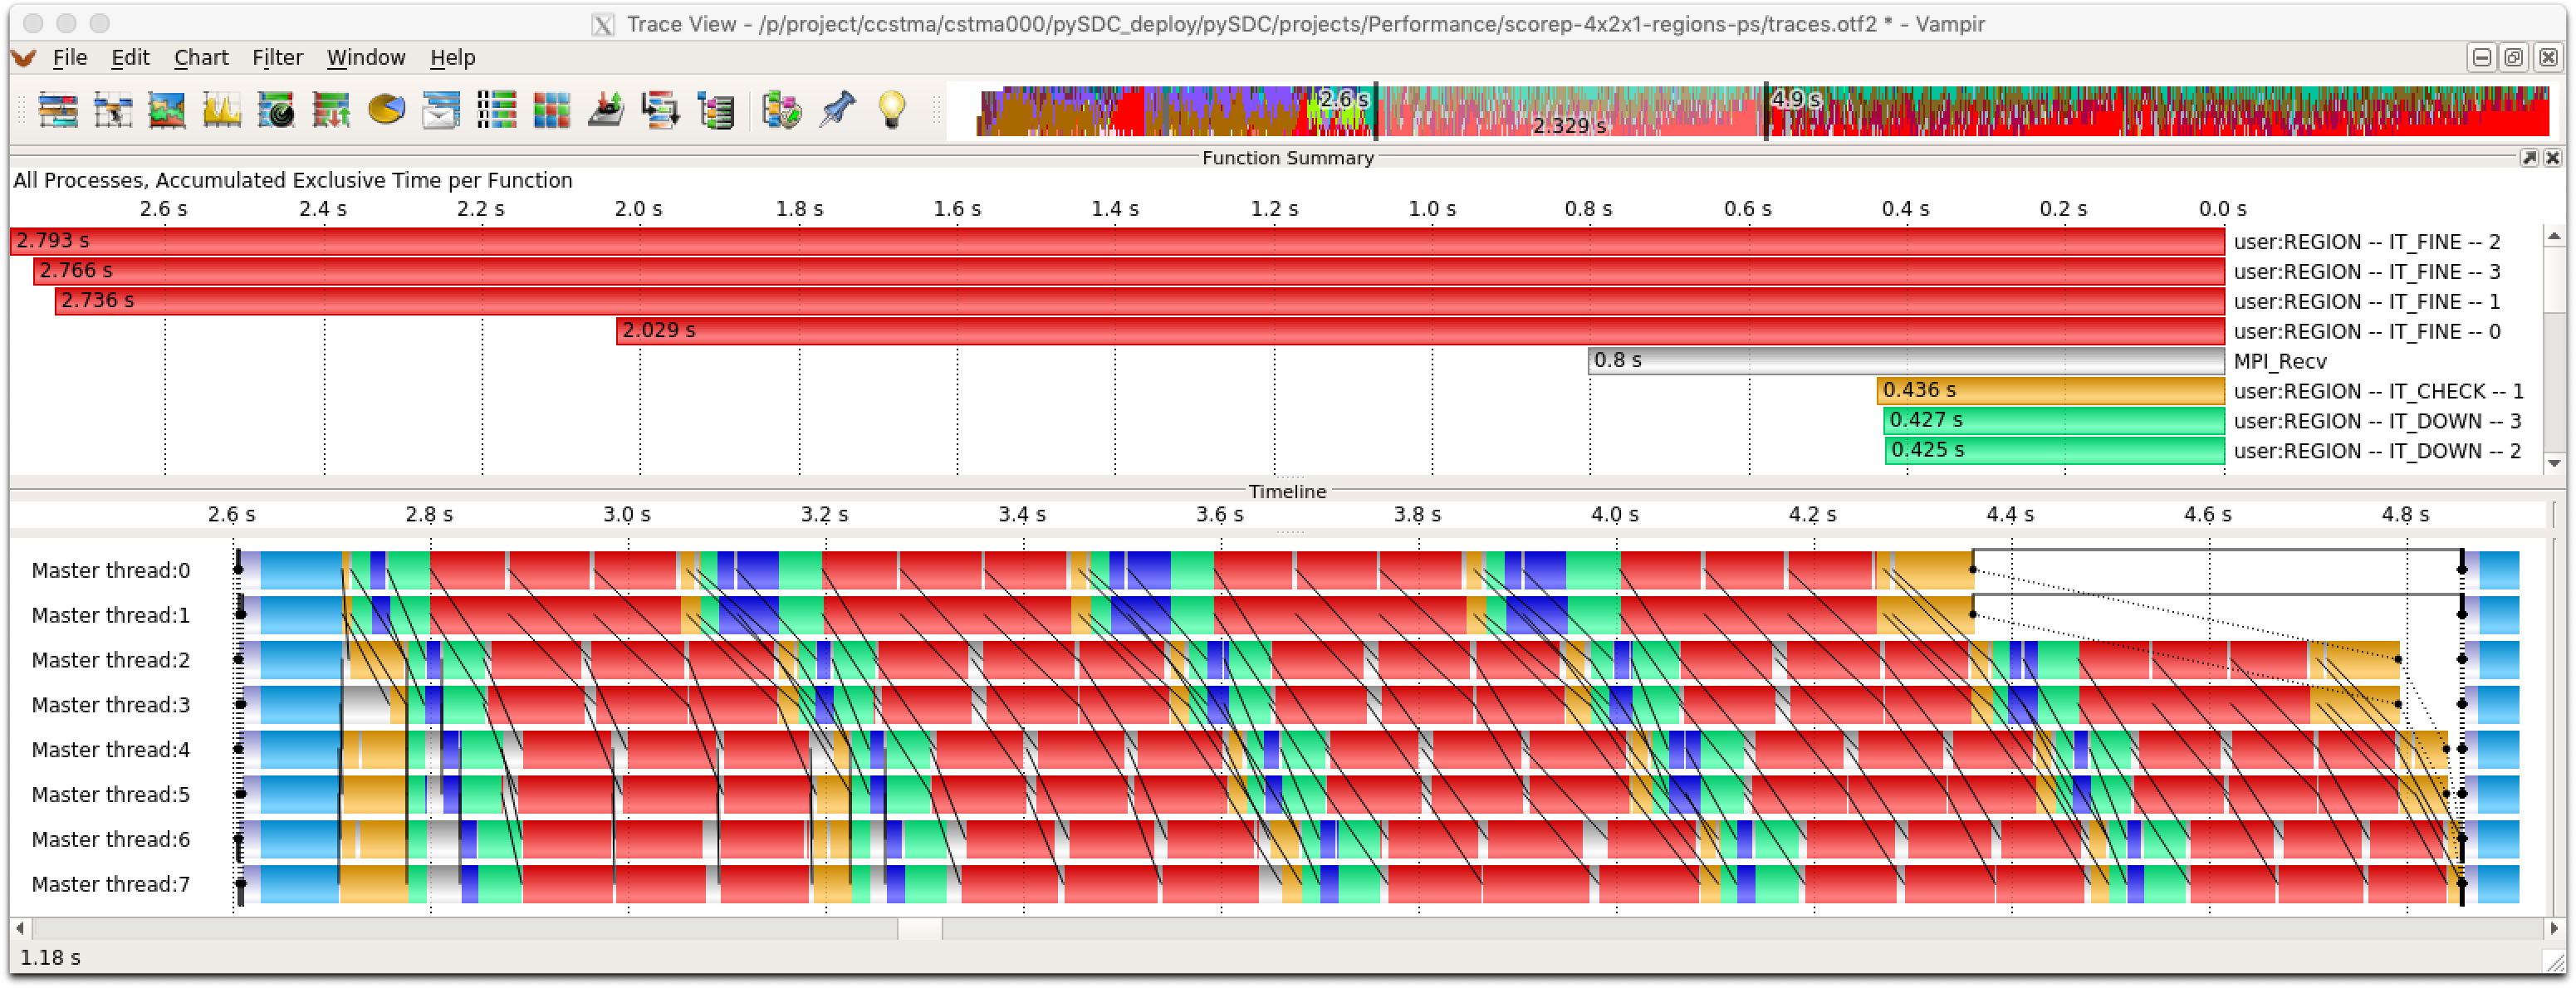 Trace View - /p/project/ccstma/cstma000/pySDC_deploy/pySDC/projects/Performance/scorep-4x2x1-regions-ps/traces.otf2 * - Vampir
File Edit Chart Filter Window Help
2.6 s 4.9 s
2.329 s
Function Summary
All Processes, Accumulated Exclusive Time per Function
2.6 s 2.4 s 2.2 s 2.0 s 1.8 s 1.6 s 1.4 s 1.2 s 1.0 s 0.8 s 0.6 s 0.4 s 0.2 s 0.0 s
2.793 s user:REGION -- IT_FINE -- 2
2.766 s user:REGION -- IT_FINE -- 3
2.736 s user:REGION -- IT_FINE -- 1
2.029 s user:REGION -- IT_FINE -- 0
0.8 s MPI_Recv
0.436 s user:REGION -- IT_CHECK -- 1
0.427 s user:REGION -- IT_DOWN -- 3
0.425 s user:REGION -- IT_DOWN -- 2
Timeline
2.6 s 2.8 s 3.0 s 3.2 s 3.4 s 3.6 s 3.8 s 4.0 s 4.2 s 4.4 s 4.6 s 4.8 s
Master thread:0
Master thread:1
Master thread:2
Master thread:3
Master thread:4
Master thread:5
Master thread:6
Master thread:7
1.18 s